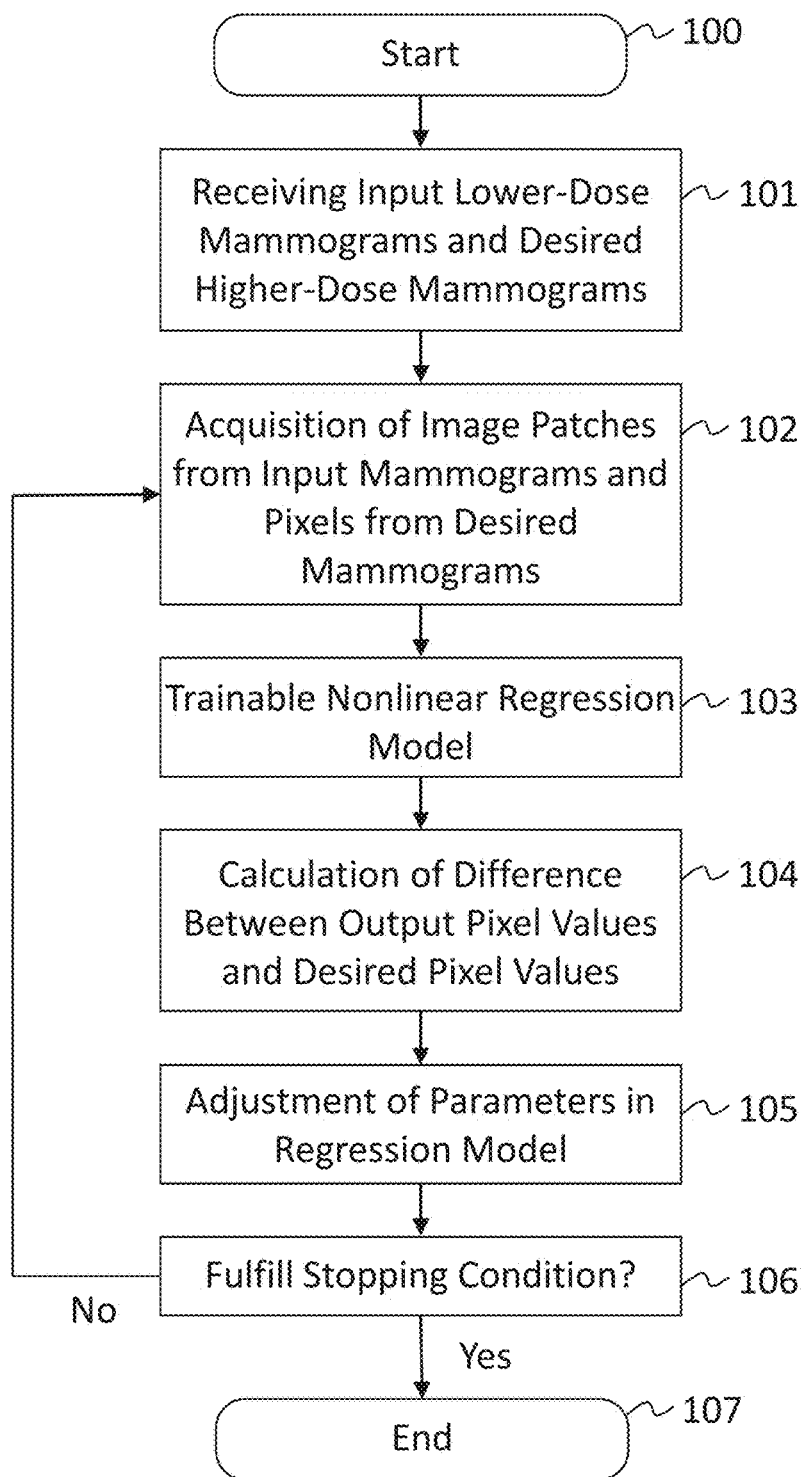 Start
100
Receiving Input Lower-Dose
Mammograms and Desired
Higher-Dose Mammograms
101
Acquisition of Image Patches
from Input Mammograms and
Pixels from Desired
Mammograms
102
Trainable Nonlinear Regression
Model
103
Calculation of Difference
Between Output Pixel Values
and Desired Pixel Values
104
Adjustment of Parameters in
Regression Model
105
Fulfill Stopping Condition?
106
No
Yes
End
107